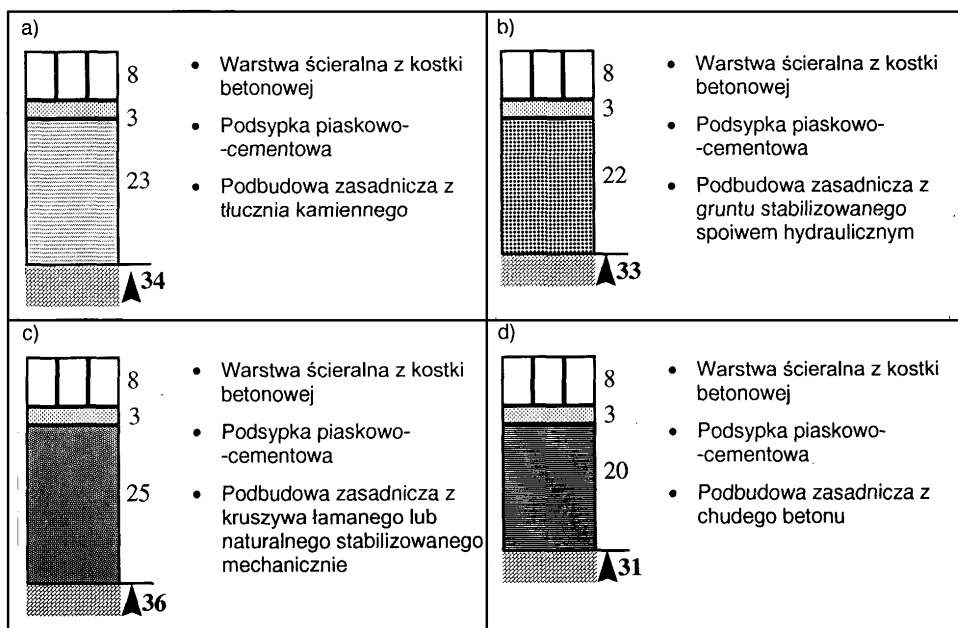 a)
8
3
23
34
• Warstwa ścieralna z kostki
betonowej
• Podsypka piaskowo-
-cementowa
• Podbudowa zasadnicza z
tłucznia kamiennego
b)
8
3
22
33
• Warstwa ścieralna z kostki
betonowej
• Podsypka piaskowo-
-cementowa
• Podbudowa zasadnicza z
gruntu stabilizowanego
spoiwem hydraulicznym
c)
8
3
25
36
• Warstwa ścieralna z kostki
betonowej
• Podsypka piaskowo-
-cementowa
• Podbudowa zasadnicza z
kruszywa łamanego lub
naturalnego stabilizowanego
mechanicznie
d)
8
3
20
31
• Warstwa ścieralna z kostki
betonowej
• Podsypka piaskowo-
-cementowa
• Podbudowa zasadnicza z
chudego betonu